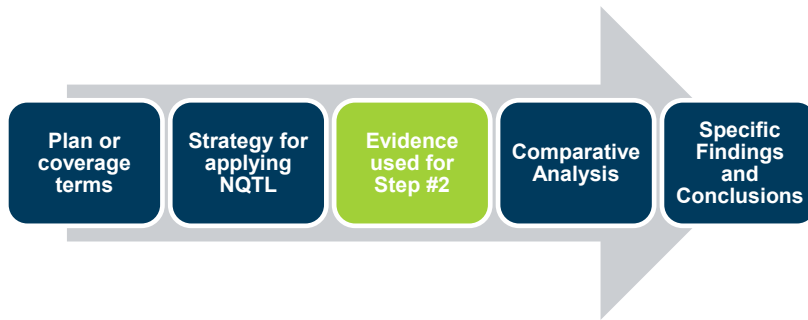 Plan or
coverage
terms
Strategy for
applying
NQTL
Evidence
used for
Step #2
Comparative
Analysis
Specific
Findings
and
Conclusions